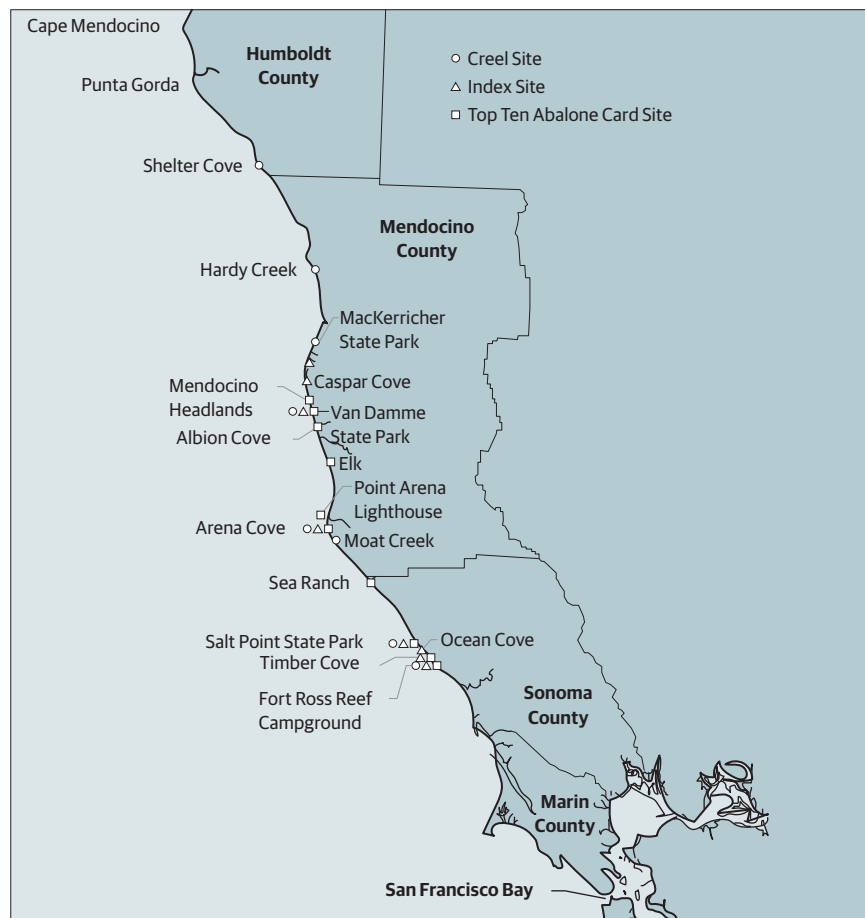 Cape Mendocino
Humboldt
County
Creel Site
Index Site
Top Ten Abalone Card Site
Punta Gorda
Shelter Cove
Mendocino
County
Hardy Creek
MacKerricher
State Park
Caspar Cove
Mendocino
Headlands
Van Damme
State Park
Albion Cove
Elk
Point Arena
Lighthouse
Arena Cove
Moat Creek
Sea Ranch
Salt Point State Park
Ocean Cove
Timber Cove
Fort Ross Reef
Campground
Sonoma
County
Marin
County
San Francisco Bay